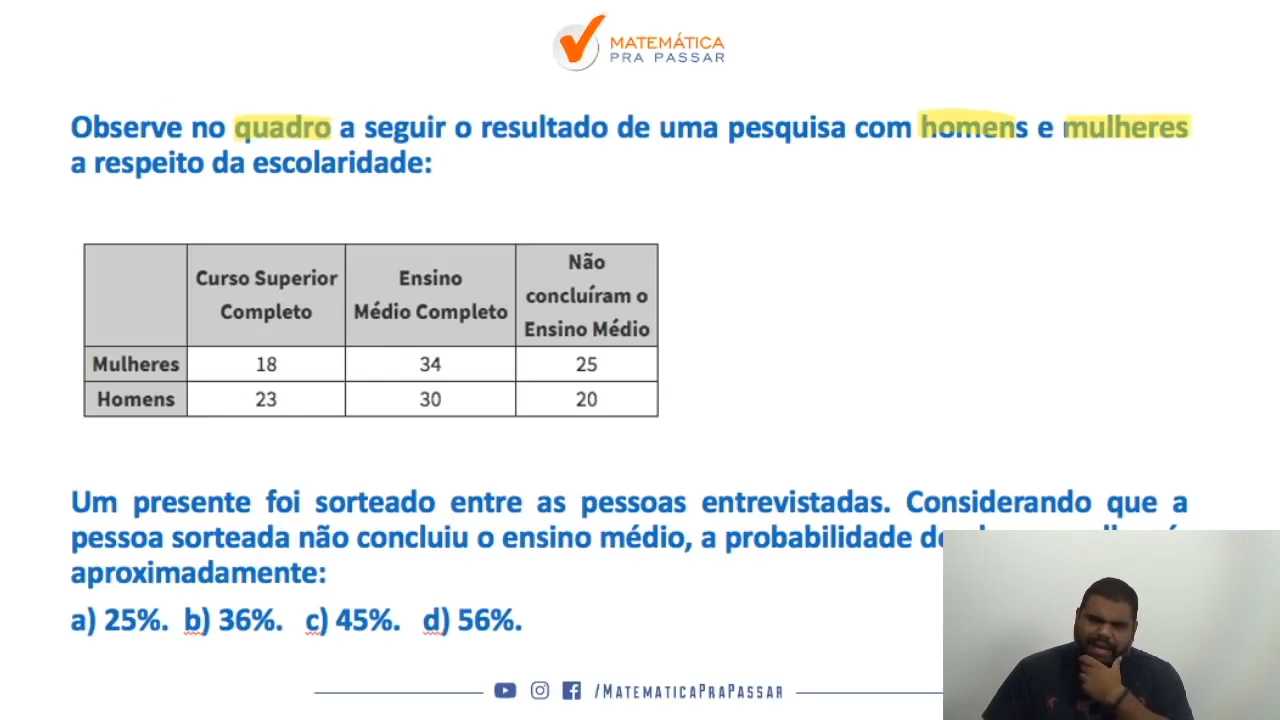 MATEMÁTICA
PRA PASSAR
Observe no quadro a seguir o resultado de uma pesquisa com homens e mulheres
a respeito da escolaridade:
Curso Superior Completo
Ensino Médio Completo
Não concluíram o Ensino Médio
Mulheres 18 34 25
Homens 23 30 20
Um presente foi sorteado entre as pessoas entrevistadas. Considerando que a
pessoa sorteada não concluiu o ensino médio, a probabilidade
aproximadamente:
a) 25%. b) 36%. c) 45%. d) 56%.
/MATEMATICAPRAPASSAR